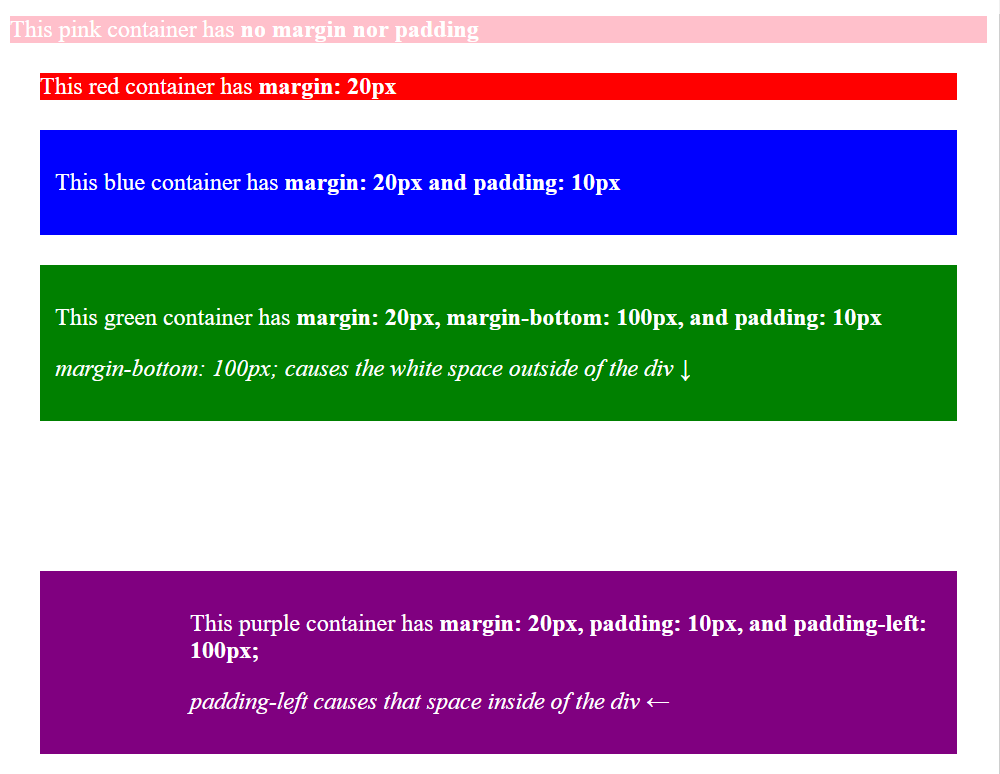 This pink container has no margin nor padding
This red container has margin: 20px
This blue container has margin: 20px and padding: 10px
This green container has margin: 20px, margin-bottom: 100px, and padding: 10px
margin-bottom: 100px; causes the white space outside of the div ↓
This purple container has margin: 20px, padding: 10px, and padding-left:
100px;
padding-left causes that space inside of the div ←